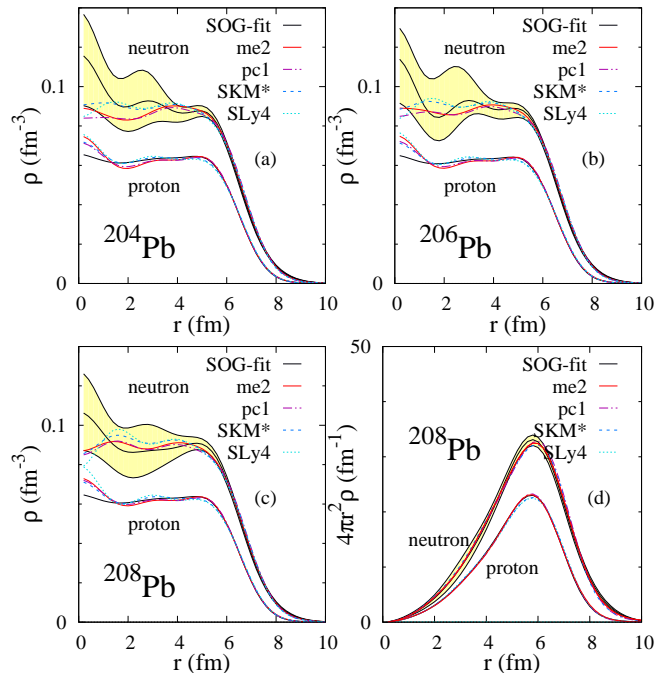 neutron
SOG-fit
me2
pc1
SKM*
SLy4
0.1
ρ (fm⁻³)
(a)
proton
²⁰⁴Pb
0
0 2 4 6 8 10
r (fm)
neutron
SOG-fit
me2
pc1
SKM*
SLy4
0.1
ρ (fm⁻³)
(b)
proton
²⁰⁶Pb
0
0 2 4 6 8 10
r (fm)
neutron
SOG-fit
me2
pc1
SKM*
SLy4
0.1
ρ (fm⁻³)
(c)
proton
²⁰⁸Pb
0
0 2 4 6 8 10
r (fm)
50
SOG-fit
me2
pc1
SKM*
SLy4
²⁰⁸Pb
4πr²ρ (fm⁻¹)
(d)
neutron
proton
0
0 2 4 6 8 10
r (fm)